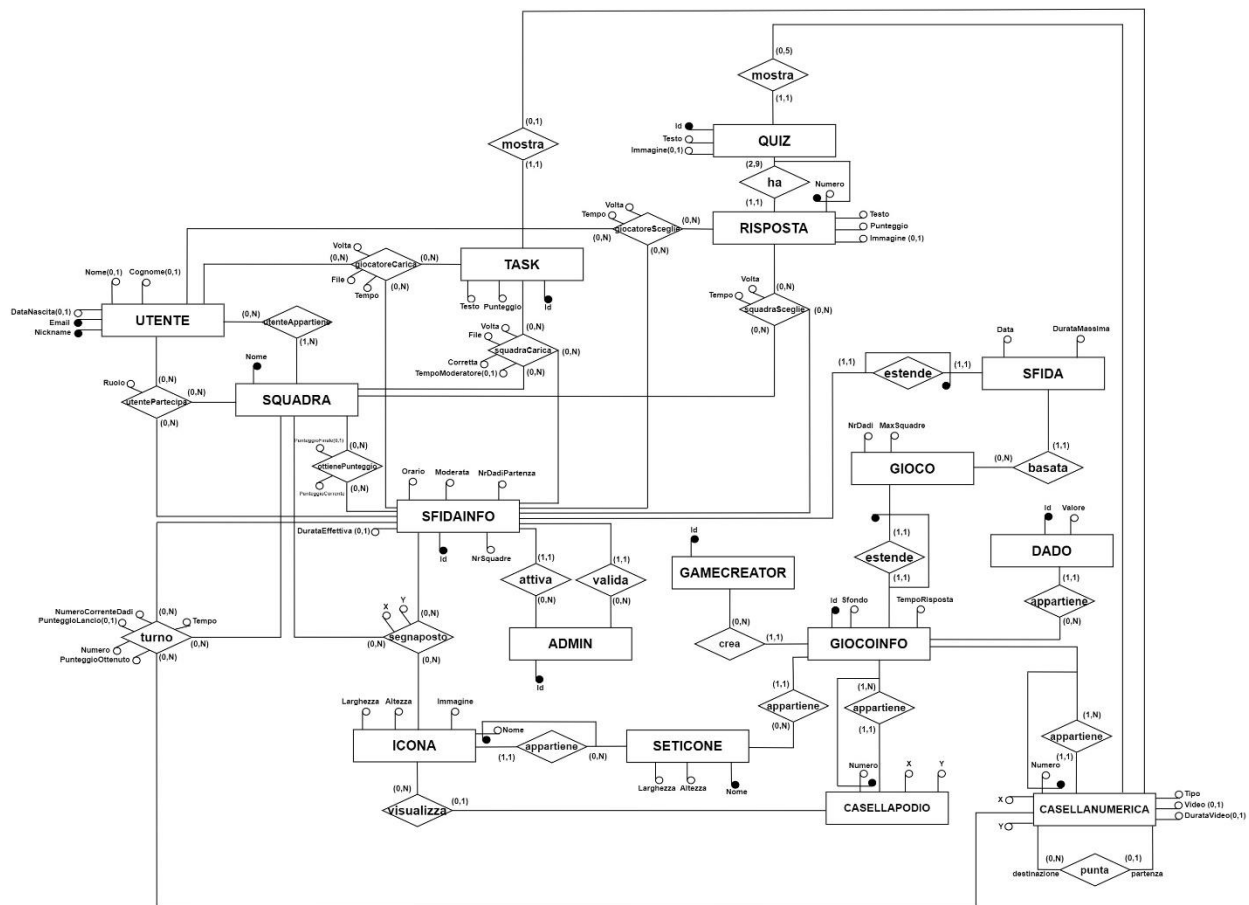 (0,5)
mostra
(1,1)
(0,1)
mostra
(1,1)
Id
Testo
Immagine(0,1)
QUIZ
(2,9)
ha
(1,1)
Numero
RISPOSTA
Testo
Punteggio
Immagine (0,1)
Volta
Tempo
giocatoreSceglie
(0,N)
(0,N)
(0,N)
Volta
(0,N)
giocatoreCarica
(0,N)
File
Tempo
(0,N)
TASK
Testo
Punteggio
Id
Nome(0,1)
Cognome(0,1)
DataNascita(0,1)
Email
Nickname
UTENTE
(0,N)
utenteAppartiene
(1,N)
Volta
(0,N)
File
squadraCarica
(0,N)
Corretta
TempoModeratore(0,1)
(0,N)
Volta
(0,N)
Tempo
squadraSceglie
(0,N)
(0,N)
Data
DurataMassima
SFIDA
(1,1)
estende
(1,1)
Nome
SQUADRA
Ruolo
(0,N)
utentePartecipa
(0,N)
(0,N)
(0,N)
PunteggioFinale(0,1)
ottienePunteggio
PunteggioCorrente
(0,N)
NrDadi
MaxSquadre
GIOCO
(0,N)
basata
(1,1)
Orario
Moderata
NrDadiPartenza
SFIDAINFO
DurataEffettiva (0,1)
Id
NrSquadre
(1,1)
attiva
(0,N)
(1,1)
valida
(0,N)
ADMIN
Id
Id
GAMECREATOR
(0,N)
crea
(1,1)
(1,1)
estende
(1,1)
Id
Sfondo
TempoRisposta
GIOCOINFO
Id
Valore
DADO
(1,1)
appartiene
(0,N)
NumeroCorrenteDadi
PunteggioLancio(0,1)
(0,N)
Tempo
turno
(0,N)
Numero
PunteggioOttenuto
(0,N)
X
Y
(0,N)
segnaposto
(0,N)
(0,N)
Larghezza
Altezza
Immagine
ICONA
Nome
(1,1)
appartiene
(0,N)
SETICONE
Larghezza
Altezza
Nome
(1,1)
appartiene
(0,N)
(1,N)
appartiene
(1,1)
Numero
X
Y
CASELLAPODIO
(0,N)
visualizza
(0,1)
(1,N)
appartiene
(1,1)
Numero
X
Y
CASELLANUMERICA
Tipo
Video (0,1)
DurataVideo(0,1)
(0,N)
punta
(0,1)
destinazione
partenza